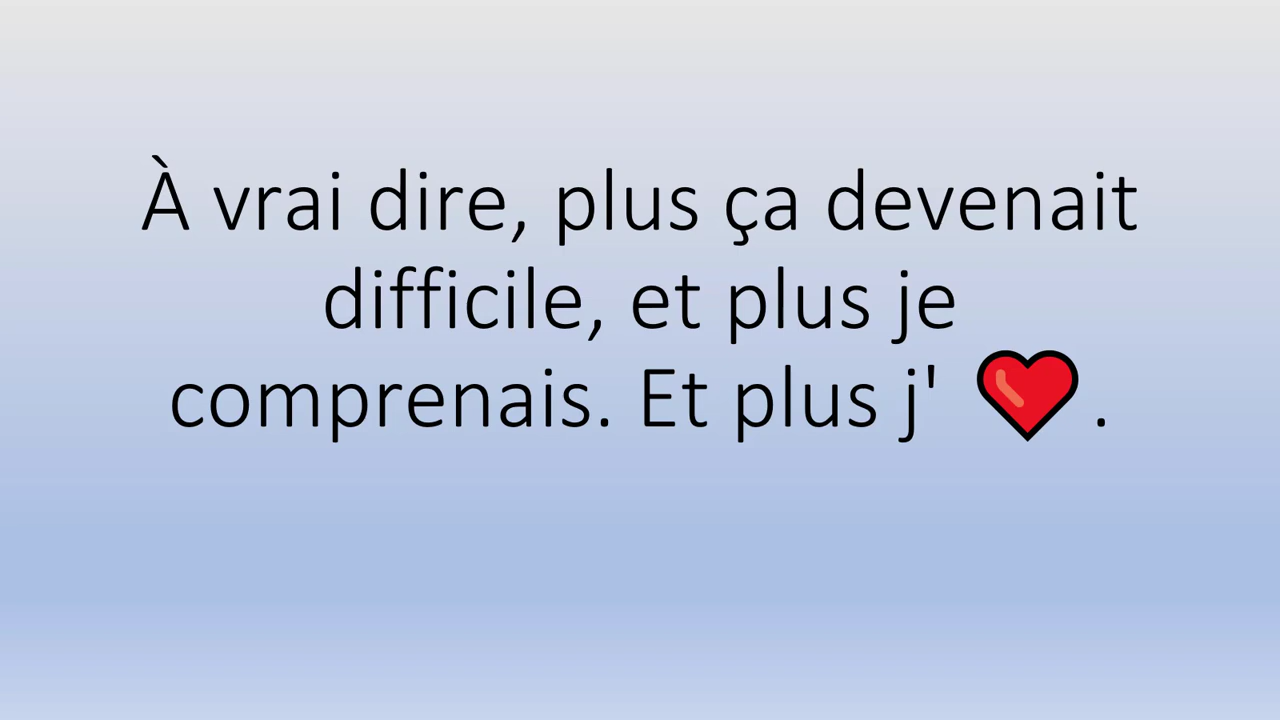 À vrai dire, plus ça devenait
difficile, et plus je
comprenais. Et plus j' ❤️.